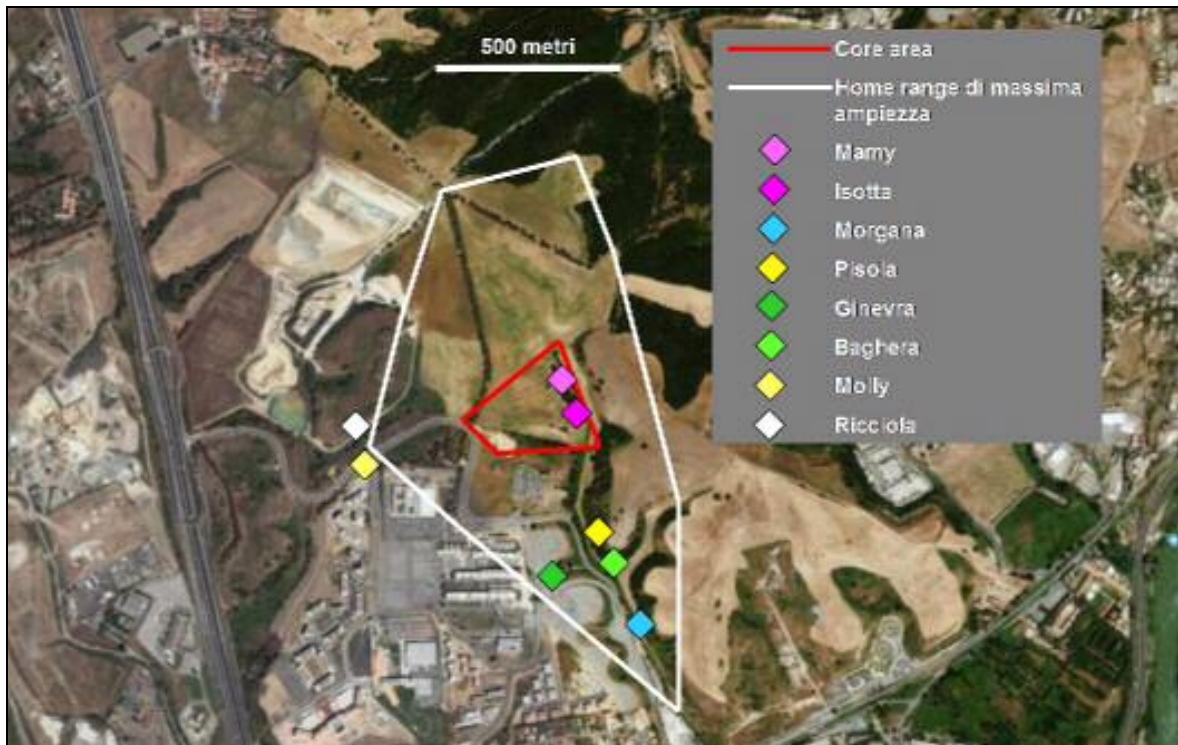 500 metri
Core area
Home range di massima
ampiezza
Mamy
Isotta
Morgana
Pisola
Ginevra
Baghera
Molly
Ricciola